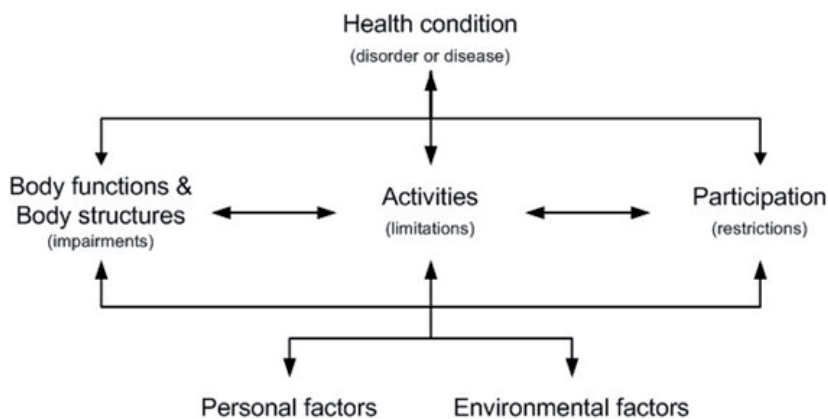 Health condition
(disorder or disease)
Body functions &
Body structures
(impairments)
Activities
(limitations)
Participation
(restrictions)
Personal factors
Environmental factors